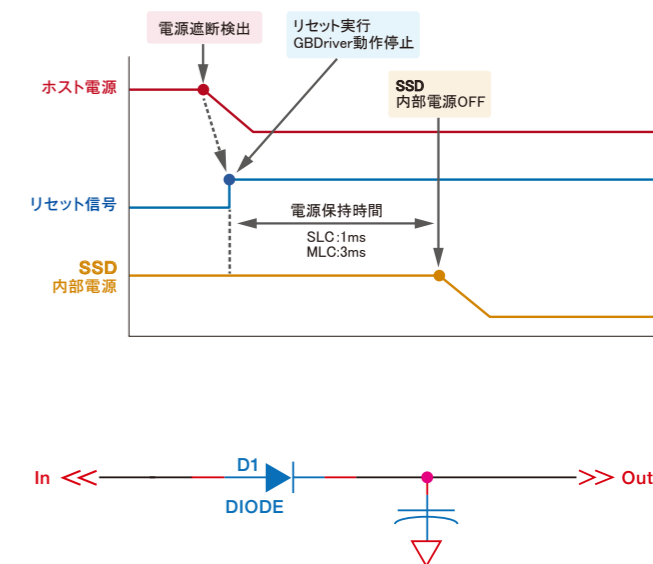 電源遮断検出
リセット実行
GBDriver動作停止
ホスト電源
SSD
内部電源OFF
リセット信号
電源保持時間
SLC:1ms
MLC:3ms
SSD
内部電源
In
D1
DIODE
Out